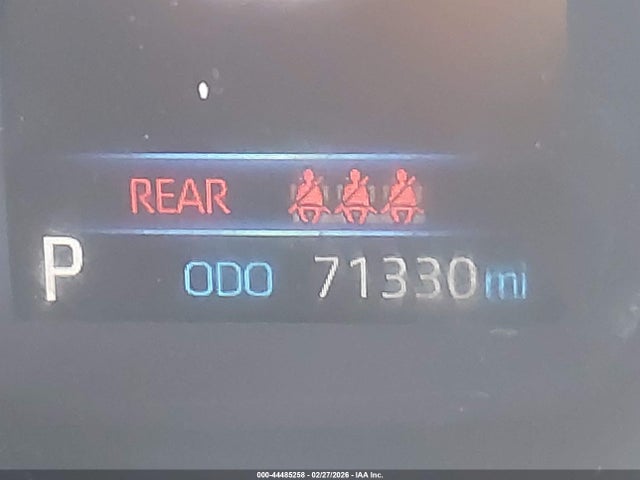 REAR
P ODO 71330 mi
000-44485258 - 02/27/2026 - IAA Inc.